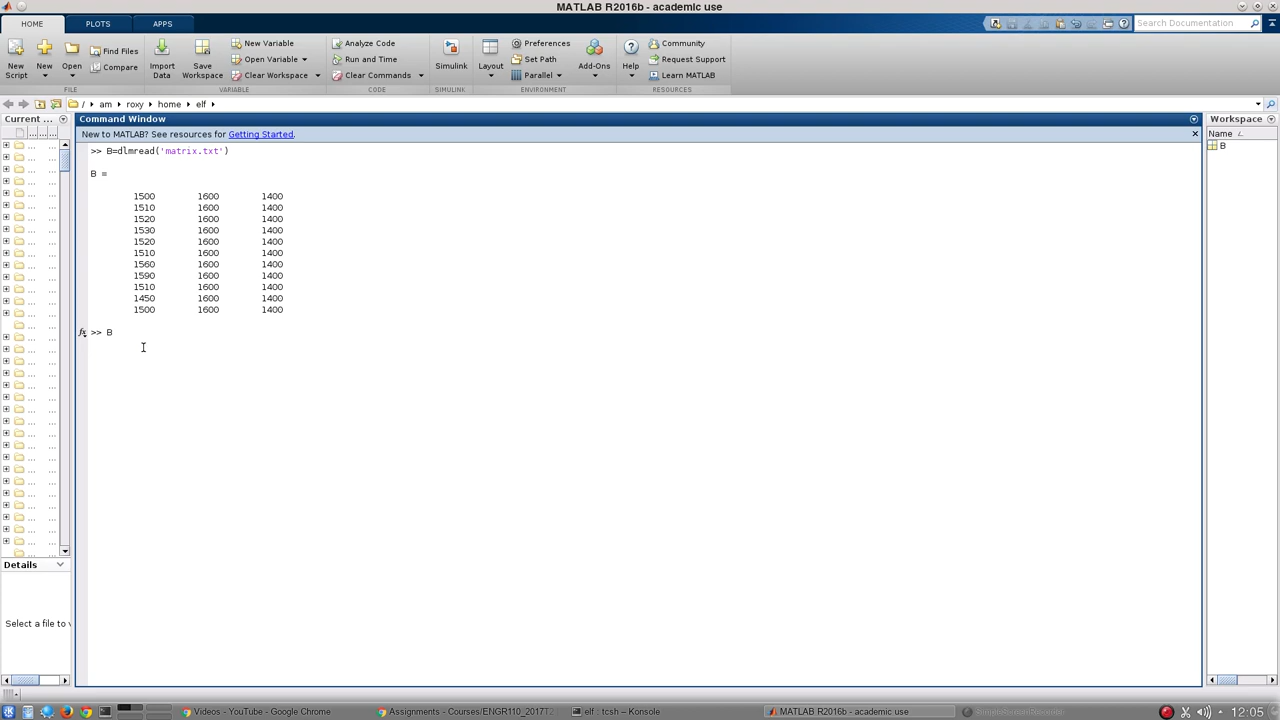 MATLAB R2016b - academic use
HOME PLOTS APPS
Search Documentation
New Script
New
Open
Find Files
Compare
FILE
Import Data
Save Workspace
New Variable
Open Variable
Clear Workspace
VARIABLE
Analyze Code
Run and Time
Clear Commands
CODE
Simulink
SIMULINK
Layout
Preferences
Set Path
Parallel
ENVIRONMENT
Add-Ons
Help
Community
Request Support
Learn MATLAB
RESOURCES
/ am roxy home elf
Current ...
Command Window
Workspace
New to MATLAB? See resources for Getting Started.
Name
B
>> B=dlmread('matrix.txt')
B =
1500 1600 1400
1510 1600 1400
1520 1600 1400
1530 1600 1400
1520 1600 1400
1510 1600 1400
1560 1600 1400
1590 1600 1400
1510 1600 1400
1450 1600 1400
1500 1600 1400
fx >> B
Details
Select a file to v
Videos - YouTube - Google Chrome
Assignments - Courses/ENGR110_2017T2
elf : tcsh – Konsole
MATLAB R2016b - academic use
SimpleScreenRecorder
12:05